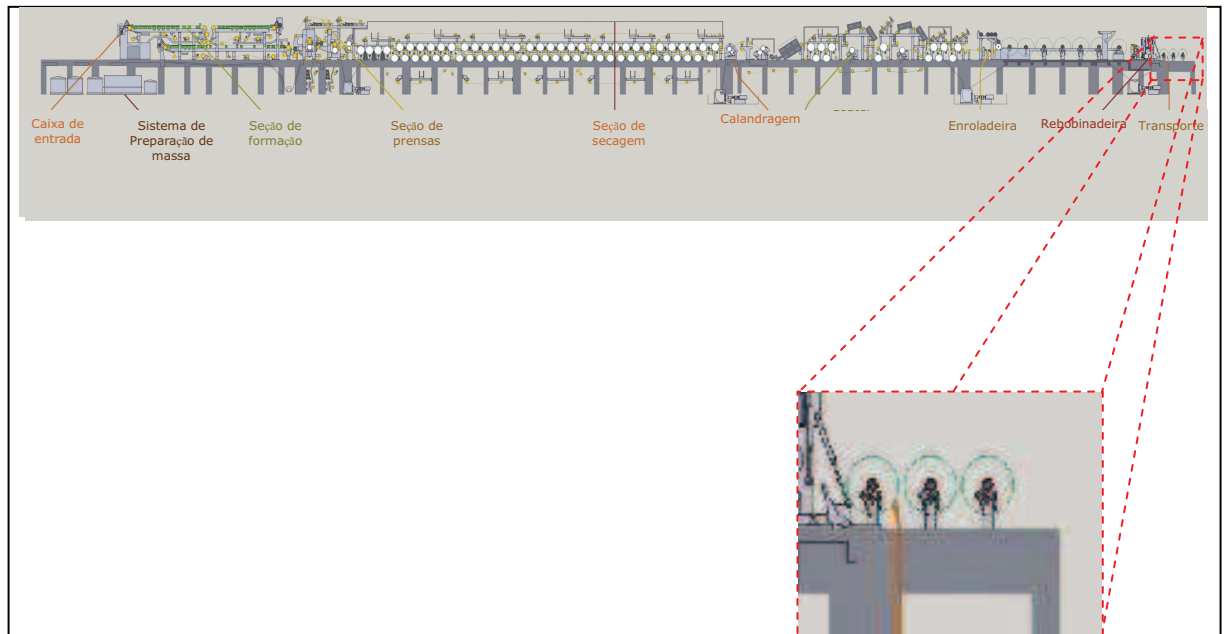 Caixa de
entrada
Sistema de
Preparação de
massa
Seção de
formação
Seção de
prensas
Seção de
secagem
Calandragem
Enroladeira
Rebobinadeira
Transporte